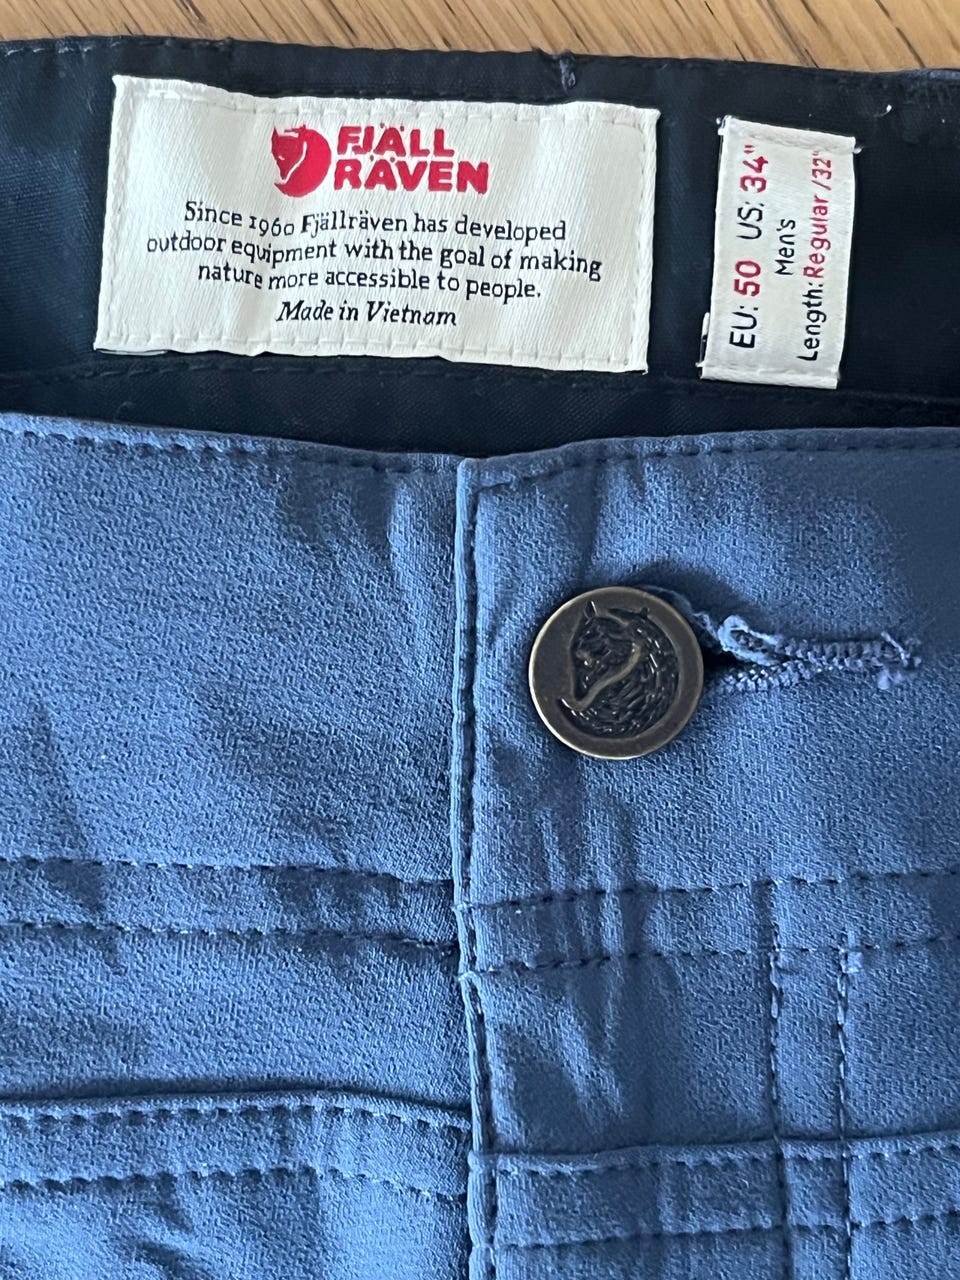 FJÄLL
RÄVEN
Since 1960 Fjällräven has developed
outdoor equipment with the goal of making
nature more accessible to people.
Made in Vietnam
EU: 50 US: 34"
Men's
Length: Regular /32"